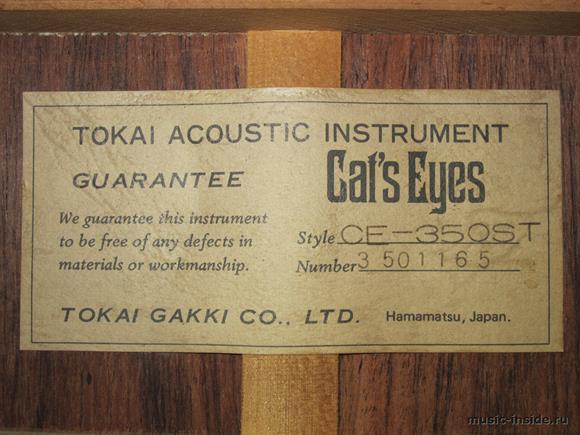 TOKAI ACOUSTIC INSTRUMENT
GUARANTEE
Cat's Eyes
We guarantee this instrument
to be free of any defects in
materials or workmanship.
Style CE-350ST
Number 3501165
TOKAI GAKKI CO., LTD. Hamamatsu, Japan.
music-inside.ru